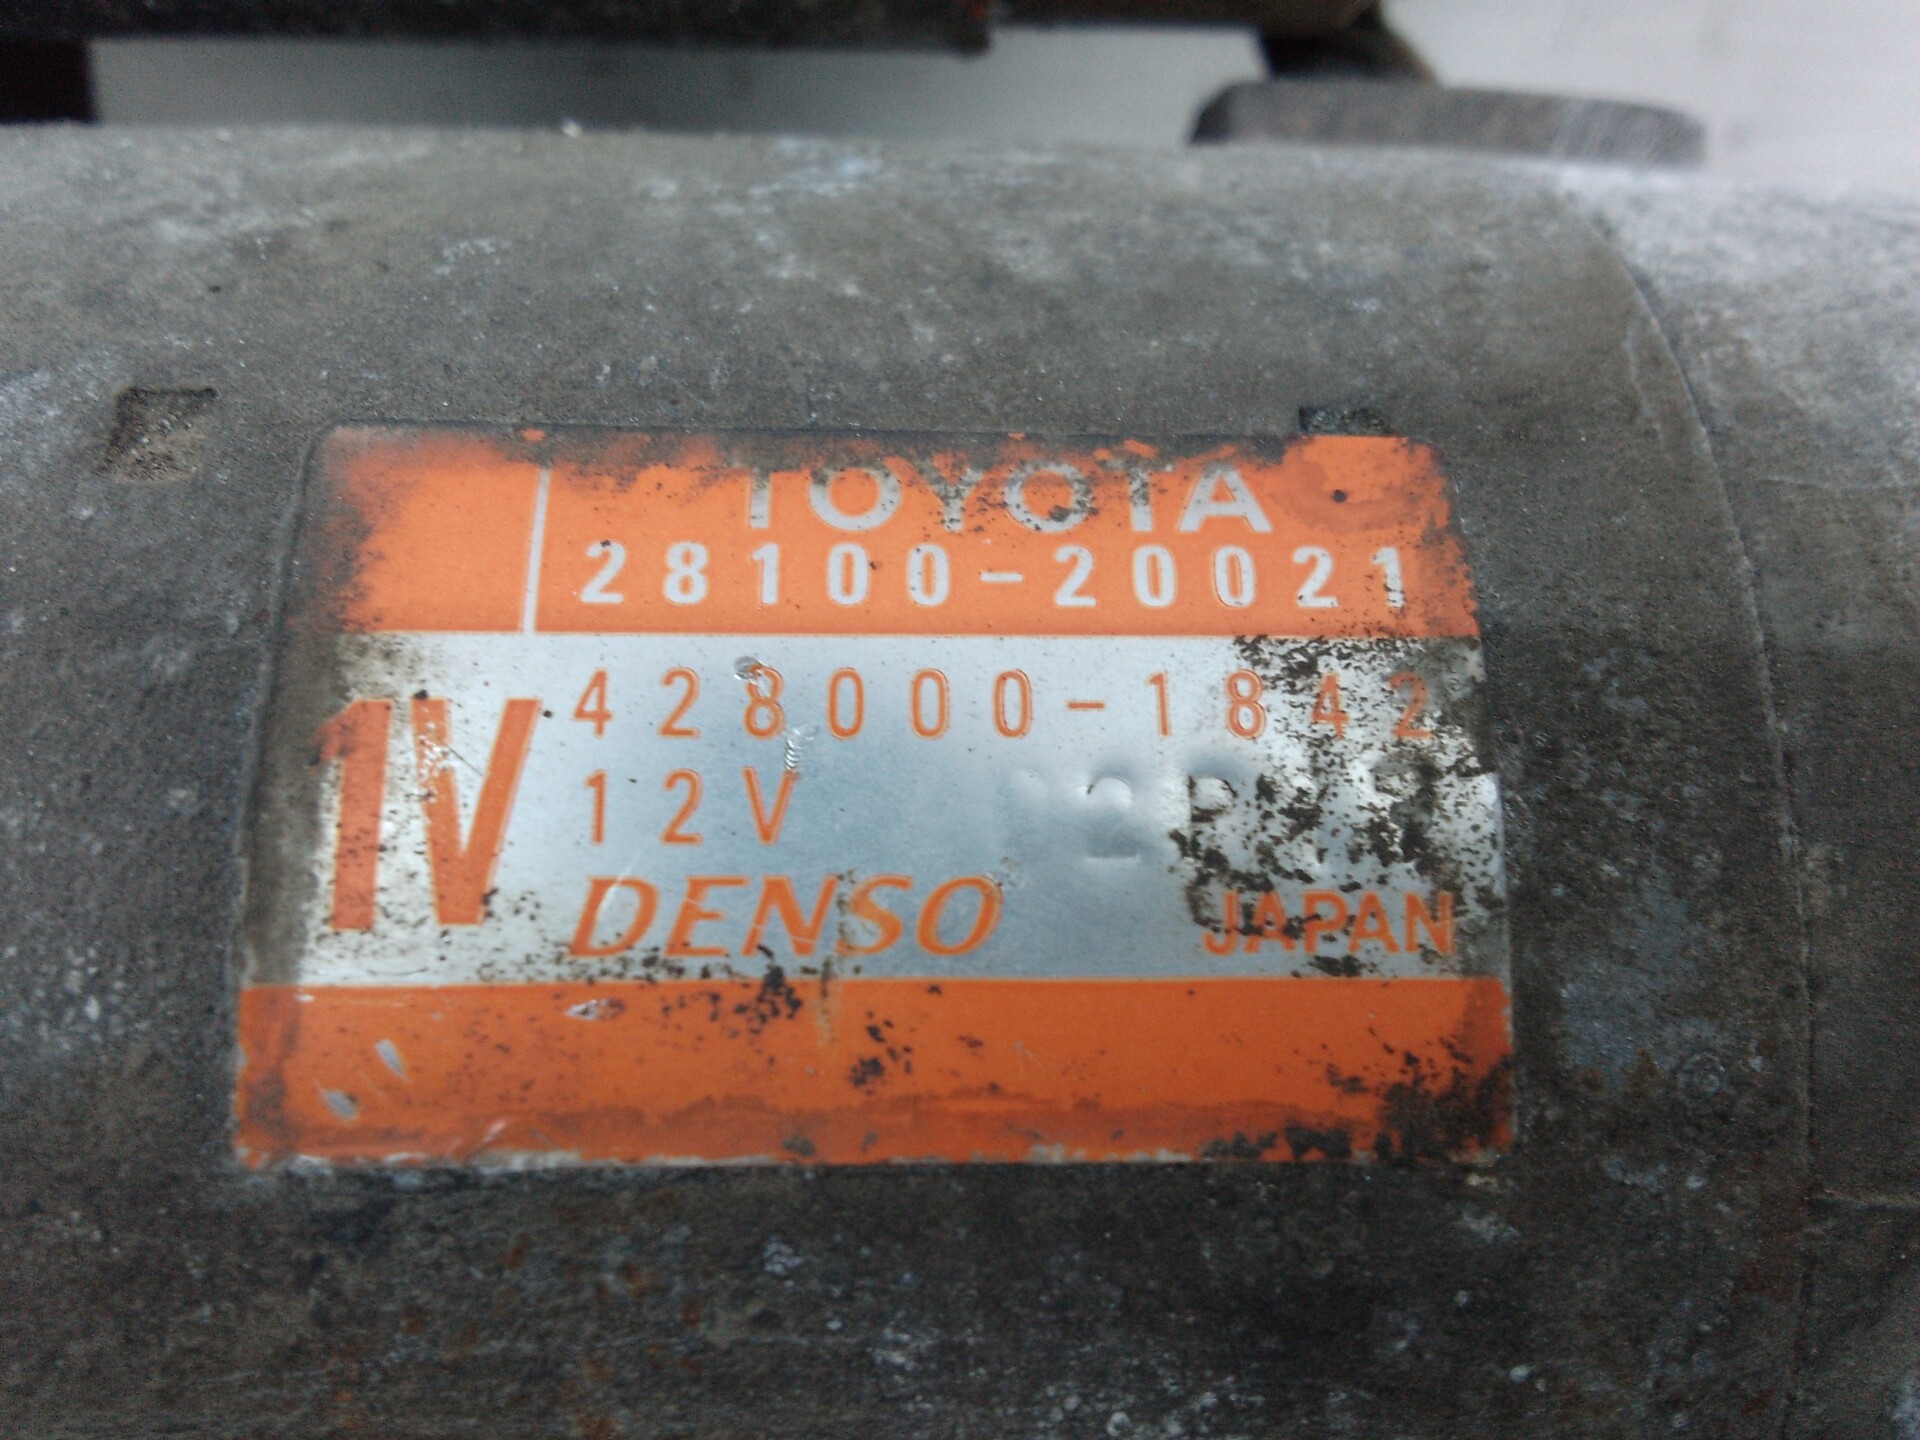 TOYOTA
28100-20021
428000-1842
1V
12V
DENSO
JAPAN